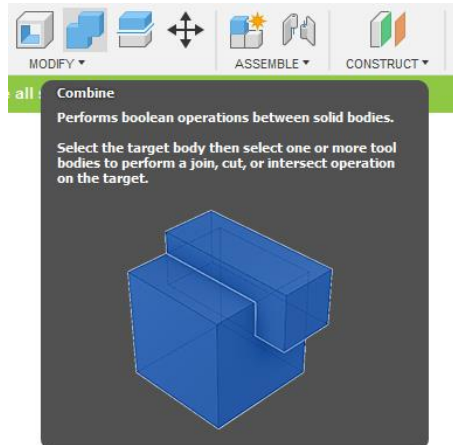 MODIFY ▾ ASSEMBLE ▾ CONSTRUCT ▾
all
Combine
Performs boolean operations between solid bodies.
Select the target body then select one or more tool
bodies to perform a join, cut, or intersect operation
on the target.